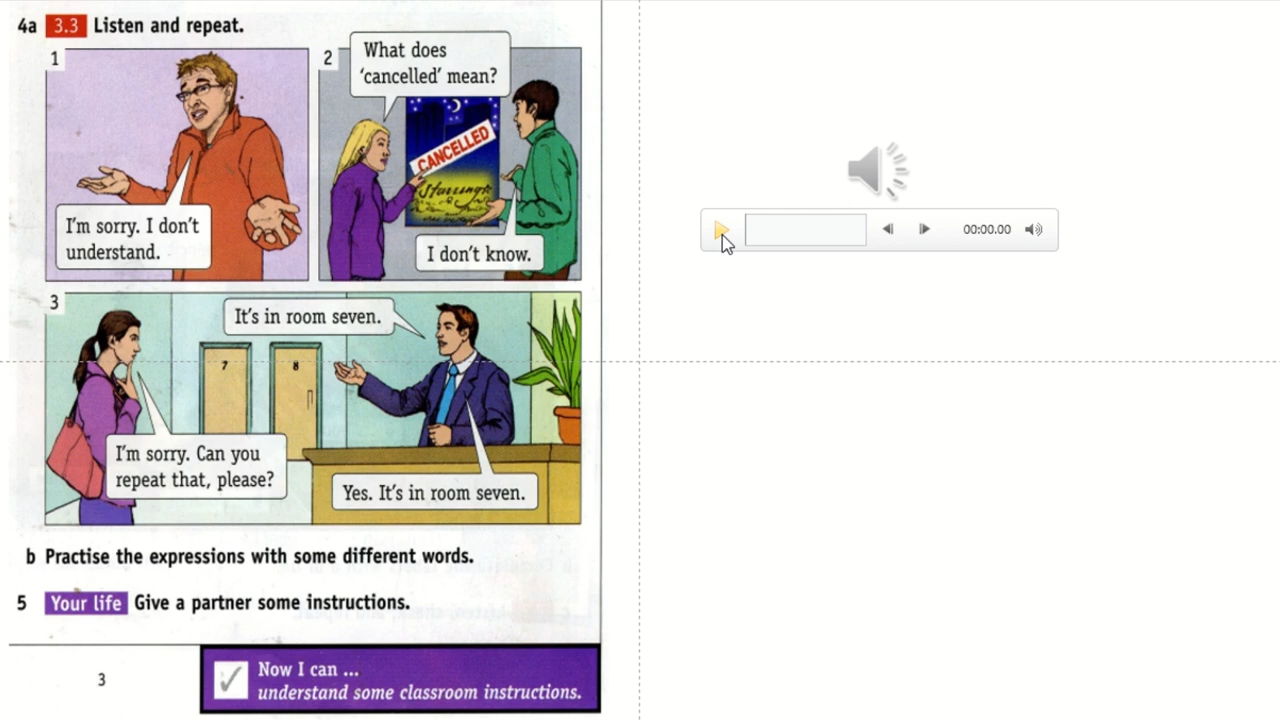 4a 3.3 Listen and repeat.
1
I'm sorry. I don't
understand.
2
What does
'cancelled' mean?
CANCELLED
Starring
I don't know.
3
It's in room seven.
7
8
I'm sorry. Can you
repeat that, please?
Yes. It's in room seven.
b Practise the expressions with some different words.
5 Your life Give a partner some instructions.
3
Now I can ...
understand some classroom instructions.
00:00.00